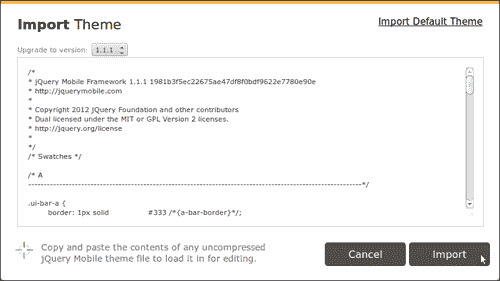 Import Theme
Import Default Theme
Upgrade to version: 1.1.1
/*
* jQuery Mobile Framework 1.1.1 1981b3f5ec22675ae47df8f0bdf9622e7780e90e
* http://jquerymobile.com
*
* Copyright 2012 jQuery Foundation and other contributors
* Dual licensed under the MIT or GPL Version 2 licenses.
* http://jquery.org/license
*
*/
/* Swatches */
/* A
-----------------------------------------------------------------------------------------------------------*/
.ui-bar-a {
border: 1px solid #333 /*{a-bar-border}*/;
Copy and paste the contents of any uncompressed
jQuery Mobile theme file to load it in for editing.
Cancel
Import